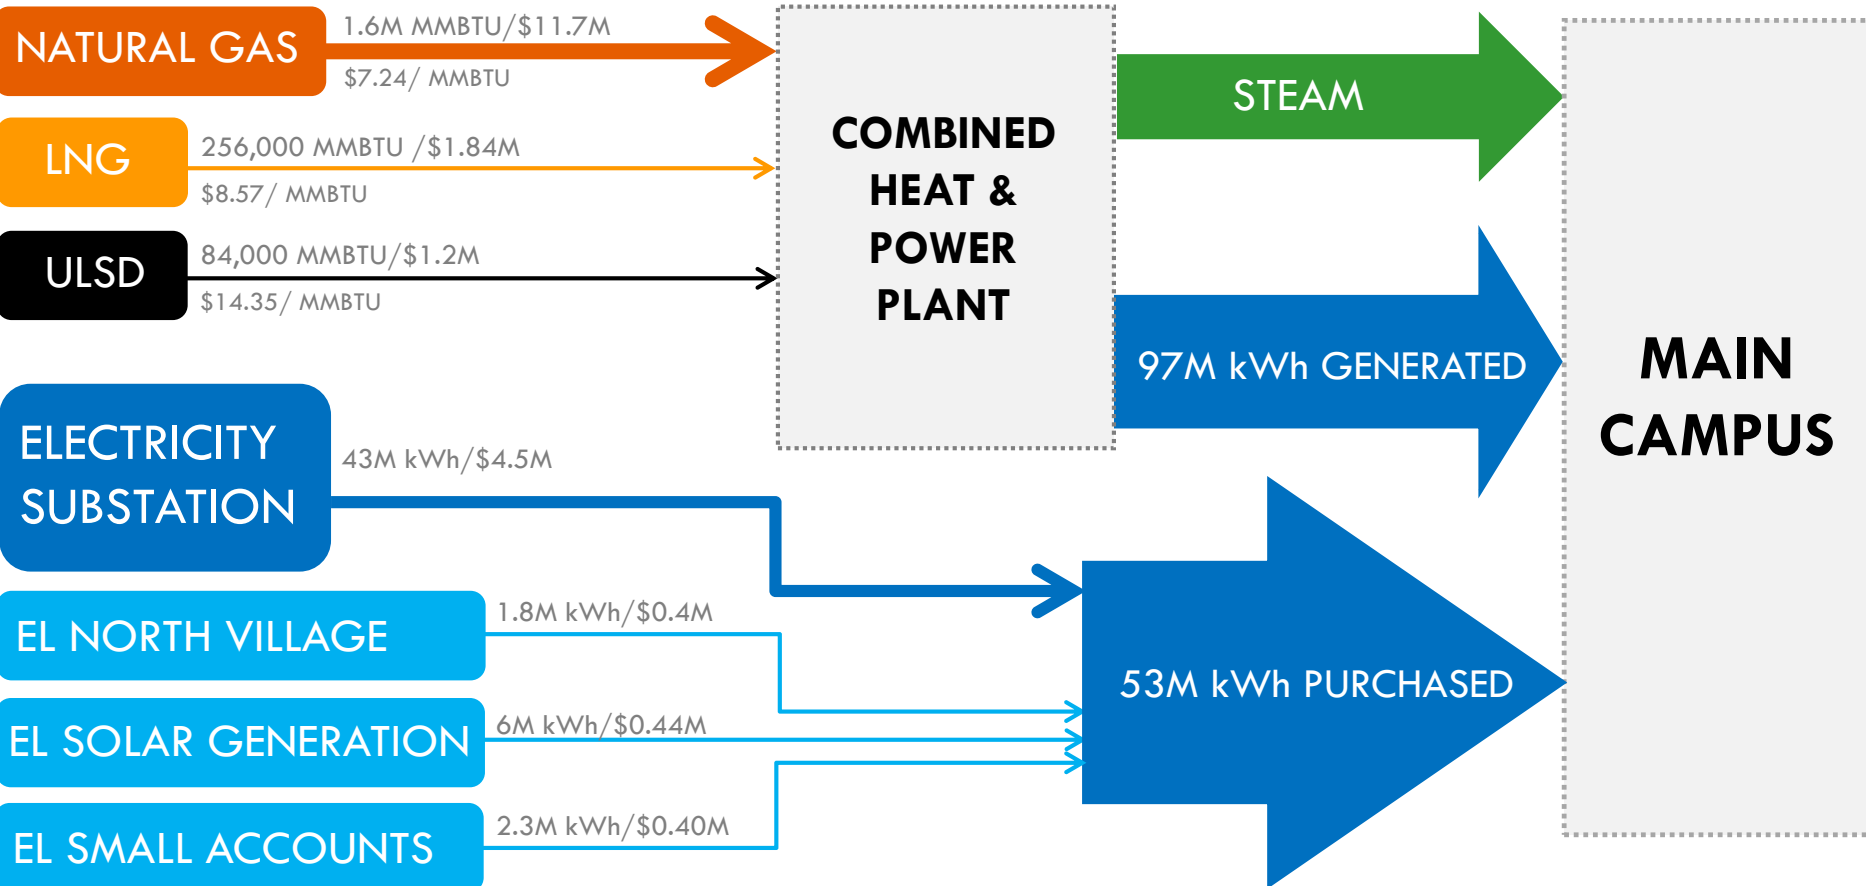 NATURAL GAS
1.6M MMBTU/$11.7M
$7.24/ MMBTU
LNG
256,000 MMBTU /$1.84M
$8.57/ MMBTU
ULSD
84,000 MMBTU/$1.2M
$14.35/ MMBTU
COMBINED
HEAT &
POWER
PLANT
STEAM
97M kWh GENERATED
MAIN
CAMPUS
ELECTRICITY
SUBSTATION
43M kWh/$4.5M
EL NORTH VILLAGE
1.8M kWh/$0.4M
EL SOLAR GENERATION
6M kWh/$0.44M
EL SMALL ACCOUNTS
2.3M kWh/$0.40M
53M kWh PURCHASED